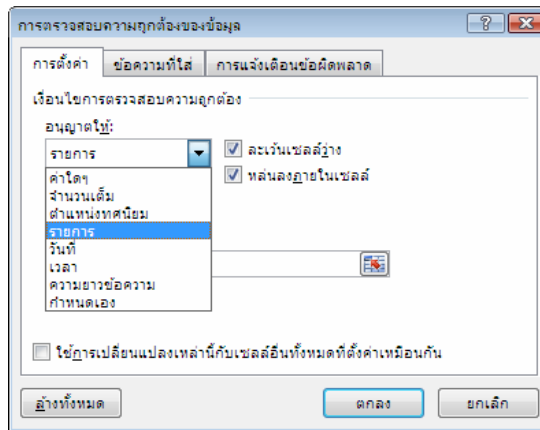 การตรวจสอบความถูกต้องของข้อมูล
การตั้งค่า ข้อความที่ใส่ การแจ้งเตือนข้อผิดพลาด
เงื่อนไขการตรวจสอบความถูกต้อง
อนุญาตให้:
รายการ ละเว้นเซลล์ว่าง
ค่าใดๆ หล่นลงภายในเซลล์
จำนวนเต็ม
ตำแหน่งทศนิยม
รายการ
วันที่
เวลา
ความยาวข้อความ
กำหนดเอง
ใช้การเปลี่ยนแปลงเหล่านี้กับเซลล์อื่นทั้งหมดที่ตั้งค่าเหมือนกัน
ล้างทั้งหมด ตกลง ยกเลิก